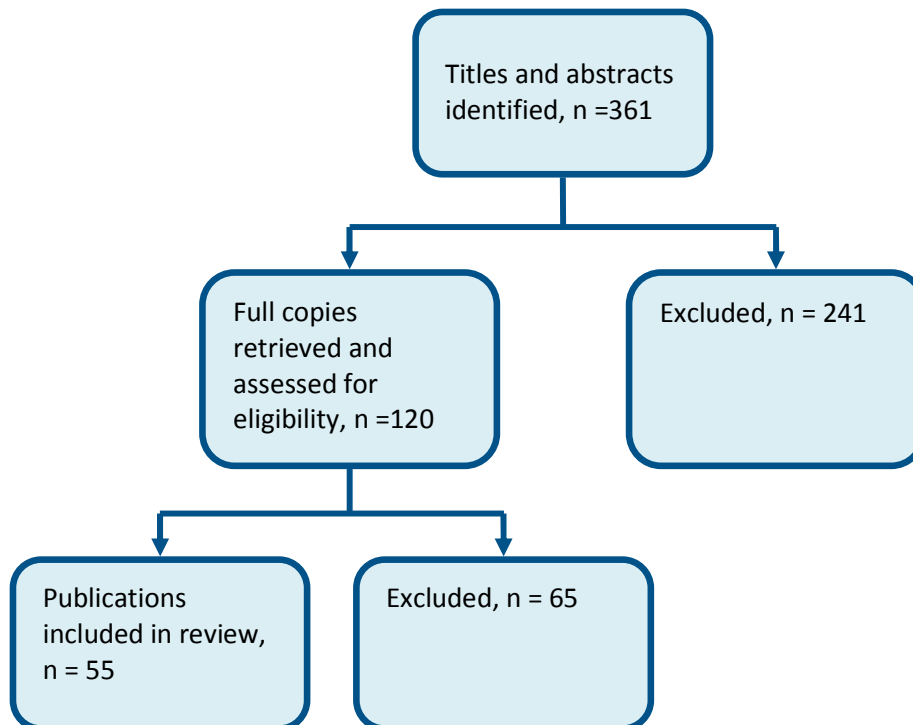 Titles and abstracts
identified, n =361
Full copies
retrieved and
assessed for
eligibility, n =120
Excluded, n = 241
Publications
included in review,
n = 55
Excluded, n = 65